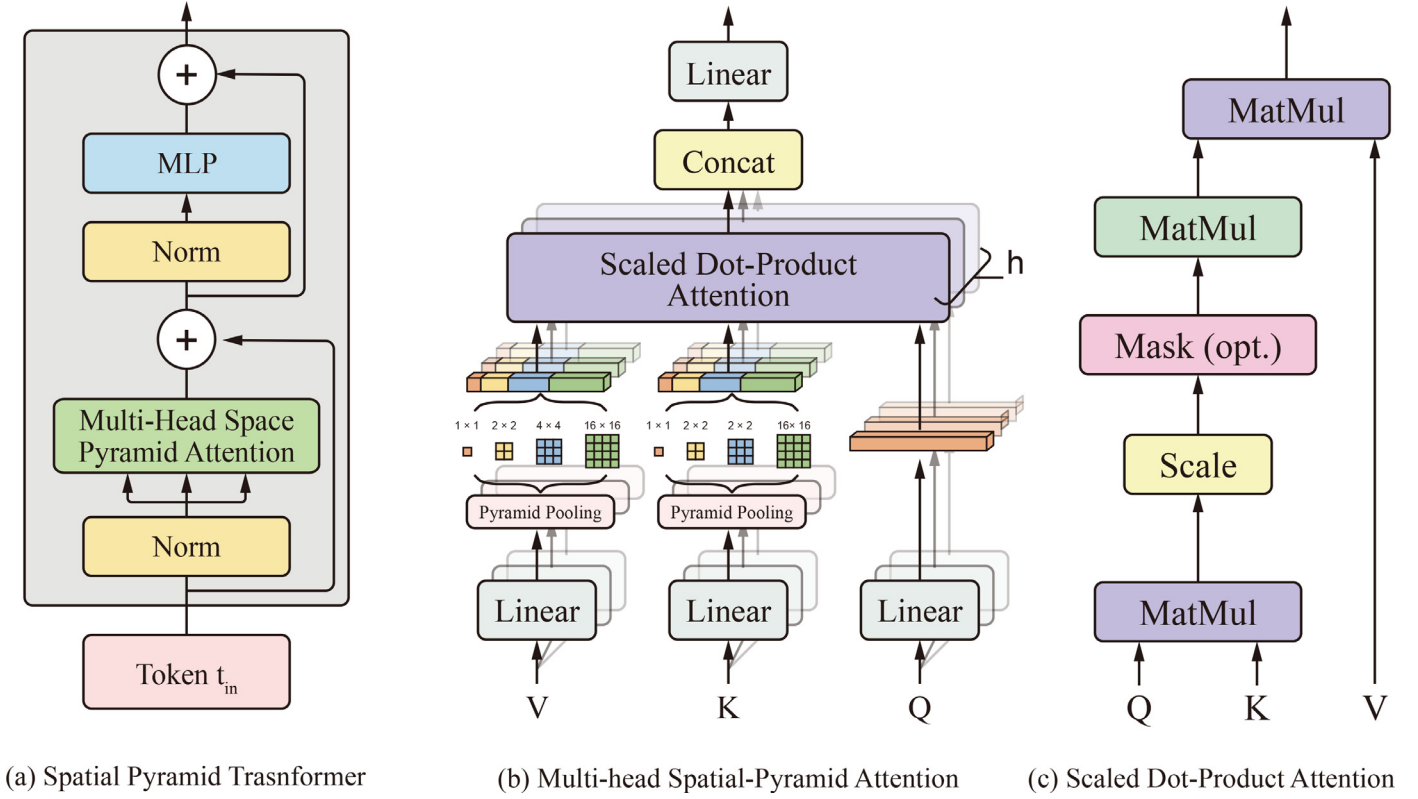 MLP
Norm
Multi-Head Space
Pyramid Attention
Norm
Token t_in
(a) Spatial Pyramid Trasnformer
Linear
Concat
Scaled Dot-Product
Attention
h
1 × 1 2 × 2 4 × 4 16 × 16
1 × 1 2 × 2 2 × 2 16× 16
Pyramid Pooling
Pyramid Pooling
Linear
Linear
Linear
V
K
Q
(b) Multi-head Spatial-Pyramid Attention
MatMul
MatMul
Mask (opt.)
Scale
MatMul
Q
K
V
(c) Scaled Dot-Product Attention